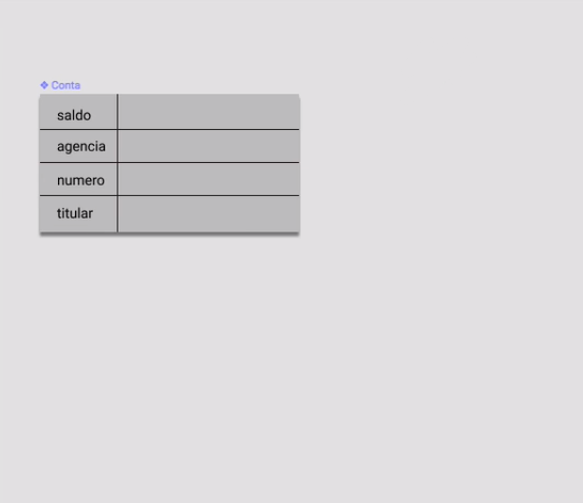 Conta
saldo
agencia
numero
titular